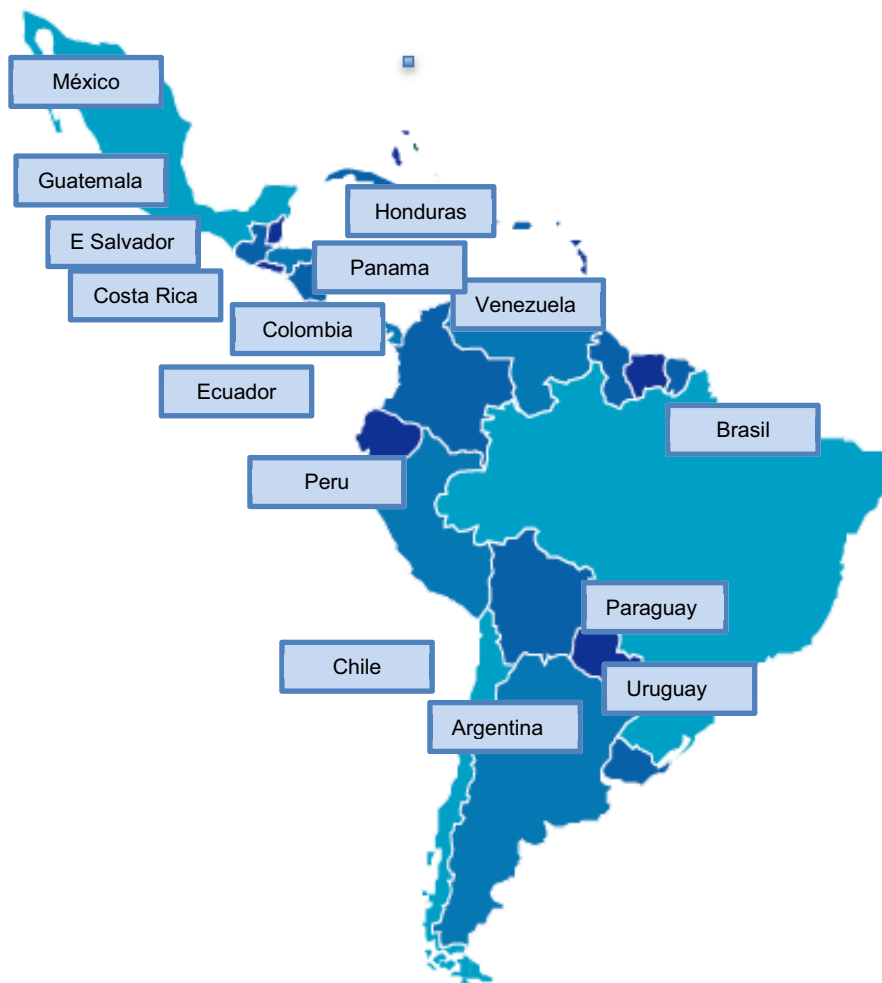 México
Guatemala
Honduras
E Salvador
Panama
Costa Rica
Venezuela
Colombia
Ecuador
Brasil
Peru
Paraguay
Chile
Uruguay
Argentina